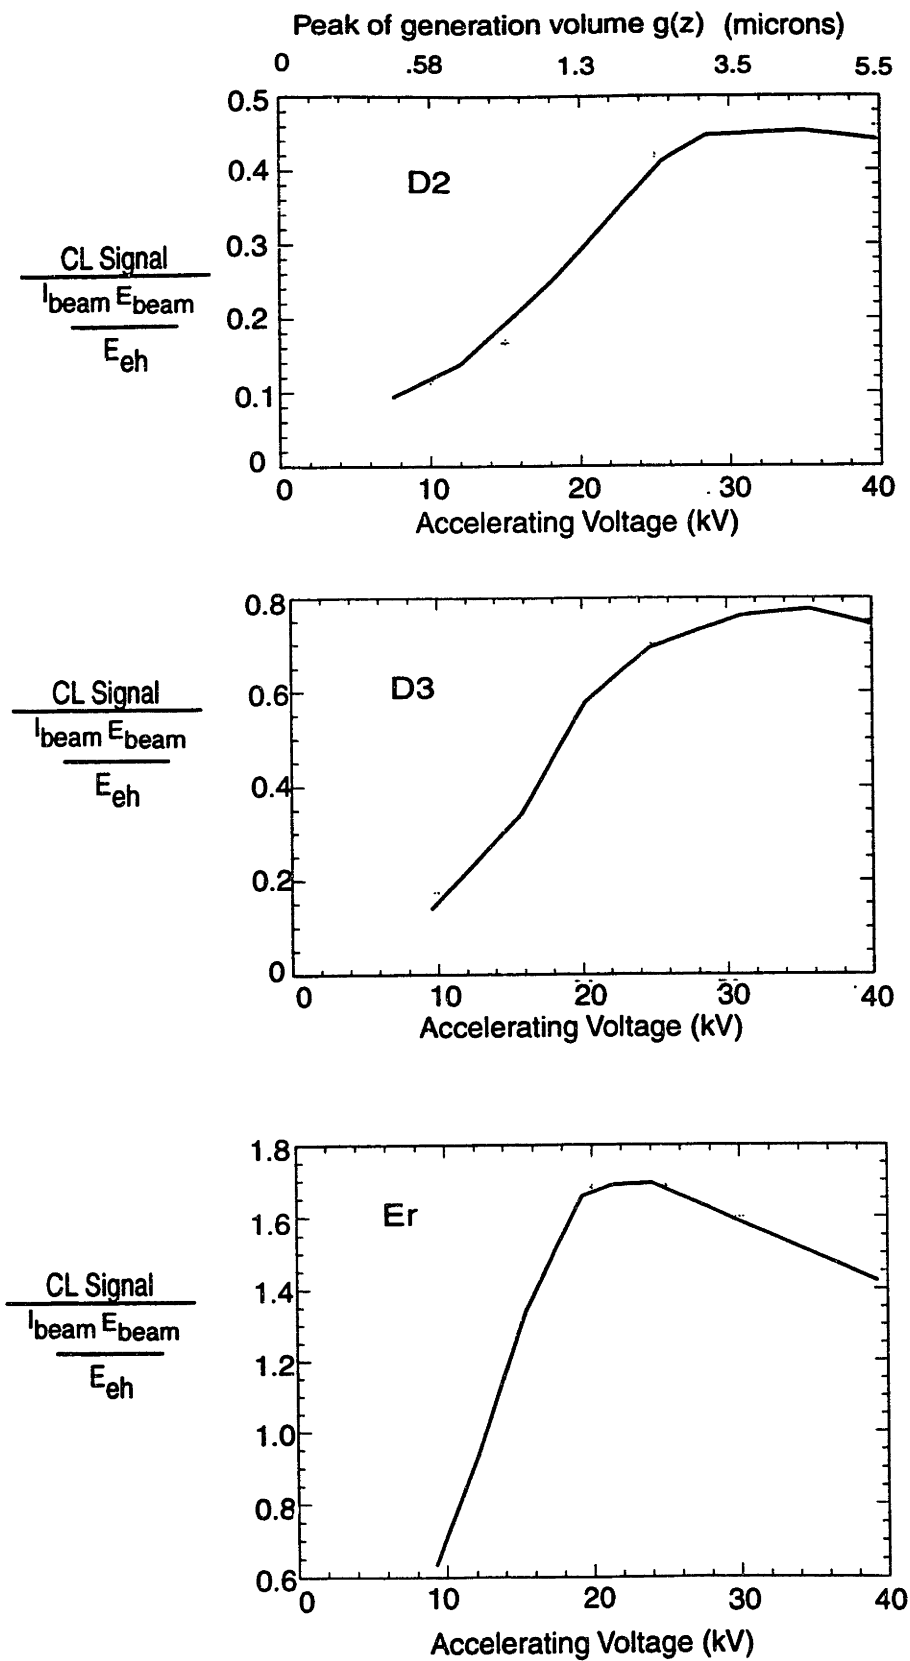 Peak of generation volume g(z) (microns)
0 .58 1.3 3.5 5.5
0.5
0.4
0.3
0.2
0.1
0
D2
CL Signal
Ibeam Ebeam
Eeh
0 10 20 30 40
Accelerating Voltage (kV)
0.8
0.6
0.4
0.2
0
D3
CL Signal
Ibeam Ebeam
Eeh
0 10 20 30 40
Accelerating Voltage (kV)
1.8
1.6
1.4
1.2
1.0
0.8
0.6
Er
CL Signal
Ibeam Ebeam
Eeh
0 10 20 30 40
Accelerating Voltage (kV)